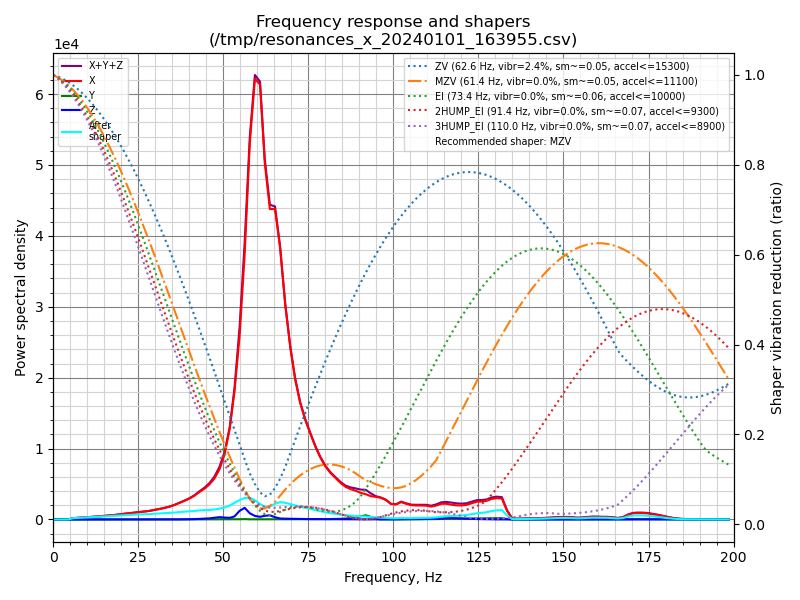 Frequency response and shapers
(/tmp/resonances_x_20240101_163955.csv)
1e4
X+Y+Z
X
Y
Z
After
shaper
ZV (62.6 Hz, vibr=2.4%, sm~=0.05, accel<=15300)
MZV (61.4 Hz, vibr=0.0%, sm~=0.05, accel<=11100)
EI (73.4 Hz, vibr=0.0%, sm~=0.06, accel<=10000)
2HUMP_EI (91.4 Hz, vibr=0.0%, sm~=0.07, accel<=9300)
3HUMP_EI (110.0 Hz, vibr=0.0%, sm~=0.07, accel<=8900)
Recommended shaper: MZV
Power spectral density
6
5
4
3
2
1
0
1.0
0.8
0.6
0.4
0.2
0.0
Shaper vibration reduction (ratio)
0 25 50 75 100 125 150 175 200
Frequency, Hz